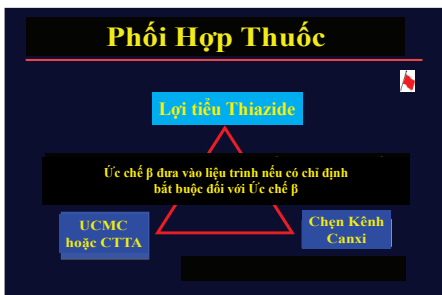 Phối Hợp Thuốc
Lợi tiểu Thiazide
Ức chế β đưa vào liệu trình nếu có chỉ định
bắt buộc đối với Ức chế β
UCMC
hoặc CTTA
Chẹn Kênh
Canxi